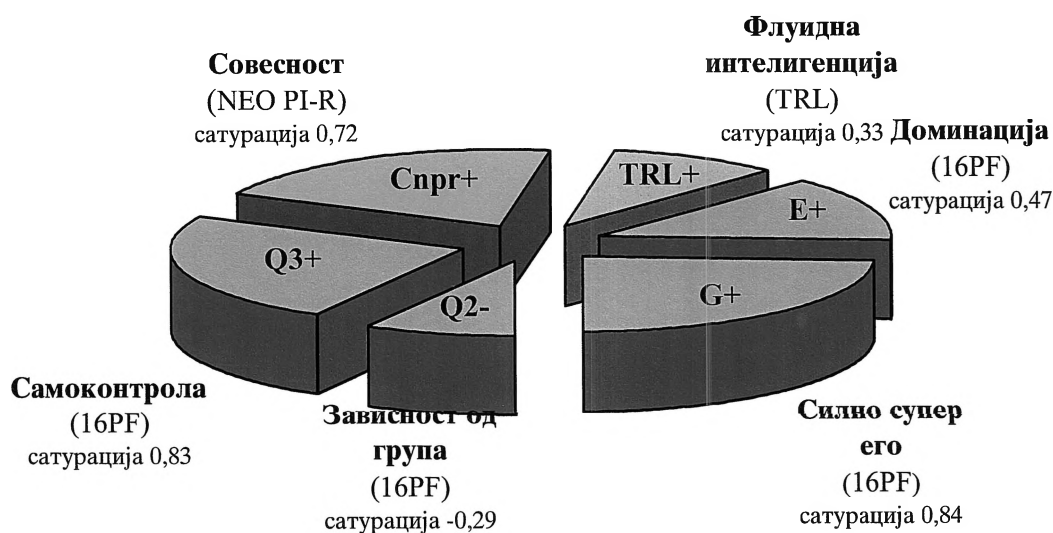 Совесност
(NEO PI-R)
сатурација 0,72
Флуидна
интелигенција
(TRL)
сатурација 0,33
Доминација
(16PF)
сатурација 0,47
Cnpr+
TRL+
E+
Q3+
Q2-
G+
Самоконтрола
(16PF)
сатурација 0,83
Зависност од
група
(16PF)
сатурација -0,29
Силно супер
его
(16PF)
сатурација 0,84